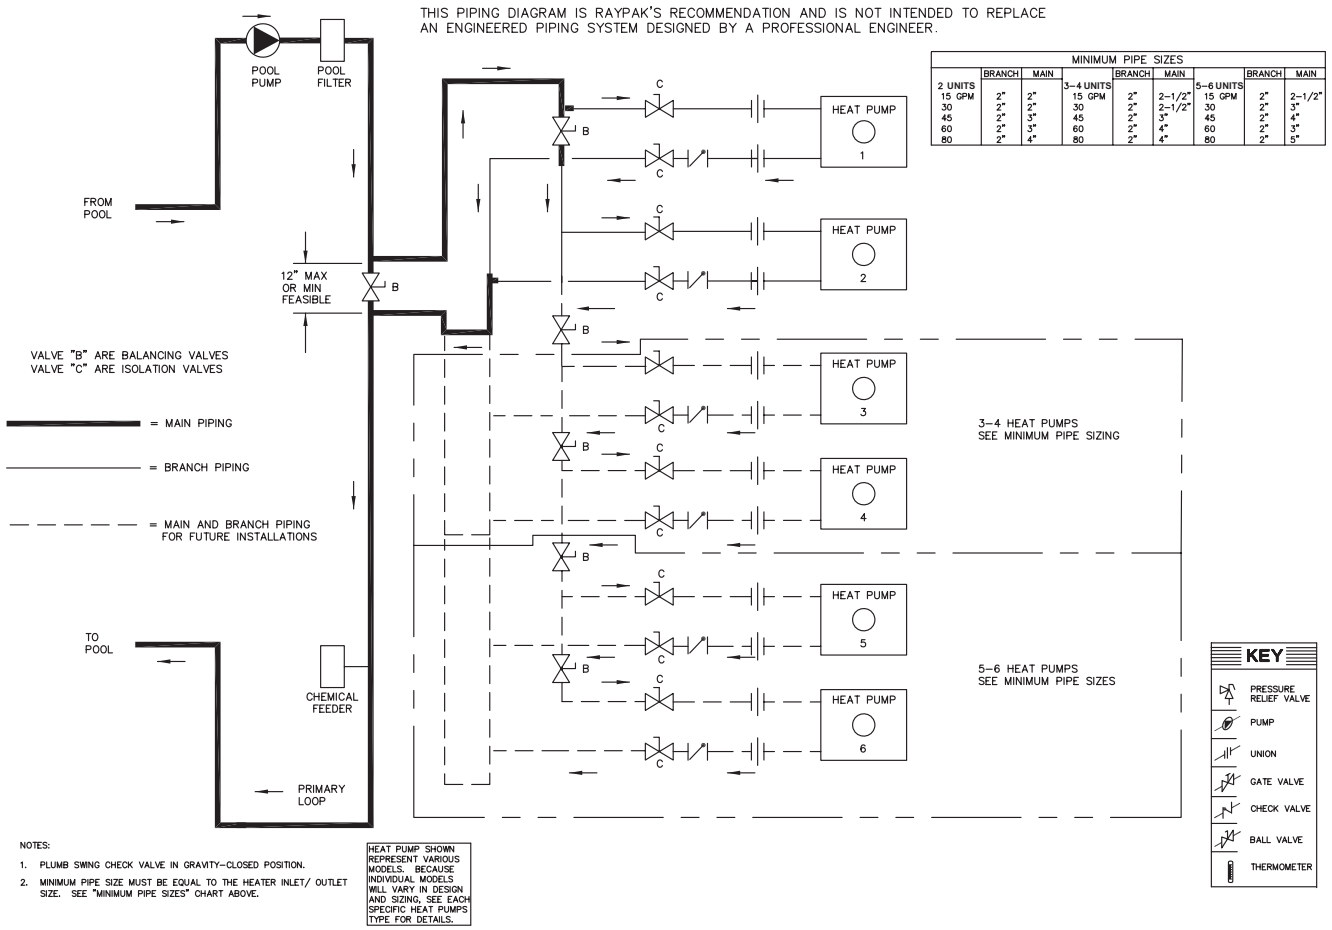 THIS PIPING DIAGRAM IS RAYPAK'S RECOMMENDATION AND IS NOT INTENDED TO REPLACE
AN ENGINEERED PIPING SYSTEM DESIGNED BY A PROFESSIONAL ENGINEER.
POOL
PUMP
POOL
FILTER
MINIMUM PIPE SIZES
BRANCH MAIN BRANCH MAIN BRANCH MAIN
2 UNITS 3-4 UNITS 5-6 UNITS
15 GPM 2" 2" 15 GPM 2" 2-1/2" 15 GPM 2" 2-1/2"
30 2" 2" 30 2" 2-1/2" 30 2" 3"
45 2" 3" 45 2" 3" 45 2" 4"
60 2" 3" 60 2" 4" 60 2" 3"
80 2" 4" 80 2" 4" 80 2" 5"
C
B
HEAT PUMP
1
C
FROM
POOL
C
HEAT PUMP
2
C
12" MAX
OR MIN
FEASIBLE
B
B
VALVE "B" ARE BALANCING VALVES
VALVE "C" ARE ISOLATION VALVES
C
HEAT PUMP
3
C
= MAIN PIPING
3-4 HEAT PUMPS
SEE MINIMUM PIPE SIZING
B
C
HEAT PUMP
4
C
= BRANCH PIPING
= MAIN AND BRANCH PIPING
FOR FUTURE INSTALLATIONS
B
C
HEAT PUMP
5
C
TO
POOL
B
5-6 HEAT PUMPS
SEE MINIMUM PIPE SIZES
C
HEAT PUMP
6
C
CHEMICAL
FEEDER
PRIMARY
LOOP
KEY
PRESSURE
RELIEF VALVE
PUMP
UNION
GATE VALVE
CHECK VALVE
BALL VALVE
THERMOMETER
NOTES:
1. PLUMB SWING CHECK VALVE IN GRAVITY-CLOSED POSITION.
2. MINIMUM PIPE SIZE MUST BE EQUAL TO THE HEATER INLET/ OUTLET
SIZE. SEE "MINIMUM PIPE SIZES" CHART ABOVE.
HEAT PUMP SHOWN
REPRESENT VARIOUS
MODELS. BECAUSE
INDIVIDUAL MODELS
WILL VARY IN DESIGN
AND SIZING, SEE EACH
SPECIFIC HEAT PUMPS
TYPE FOR DETAILS.